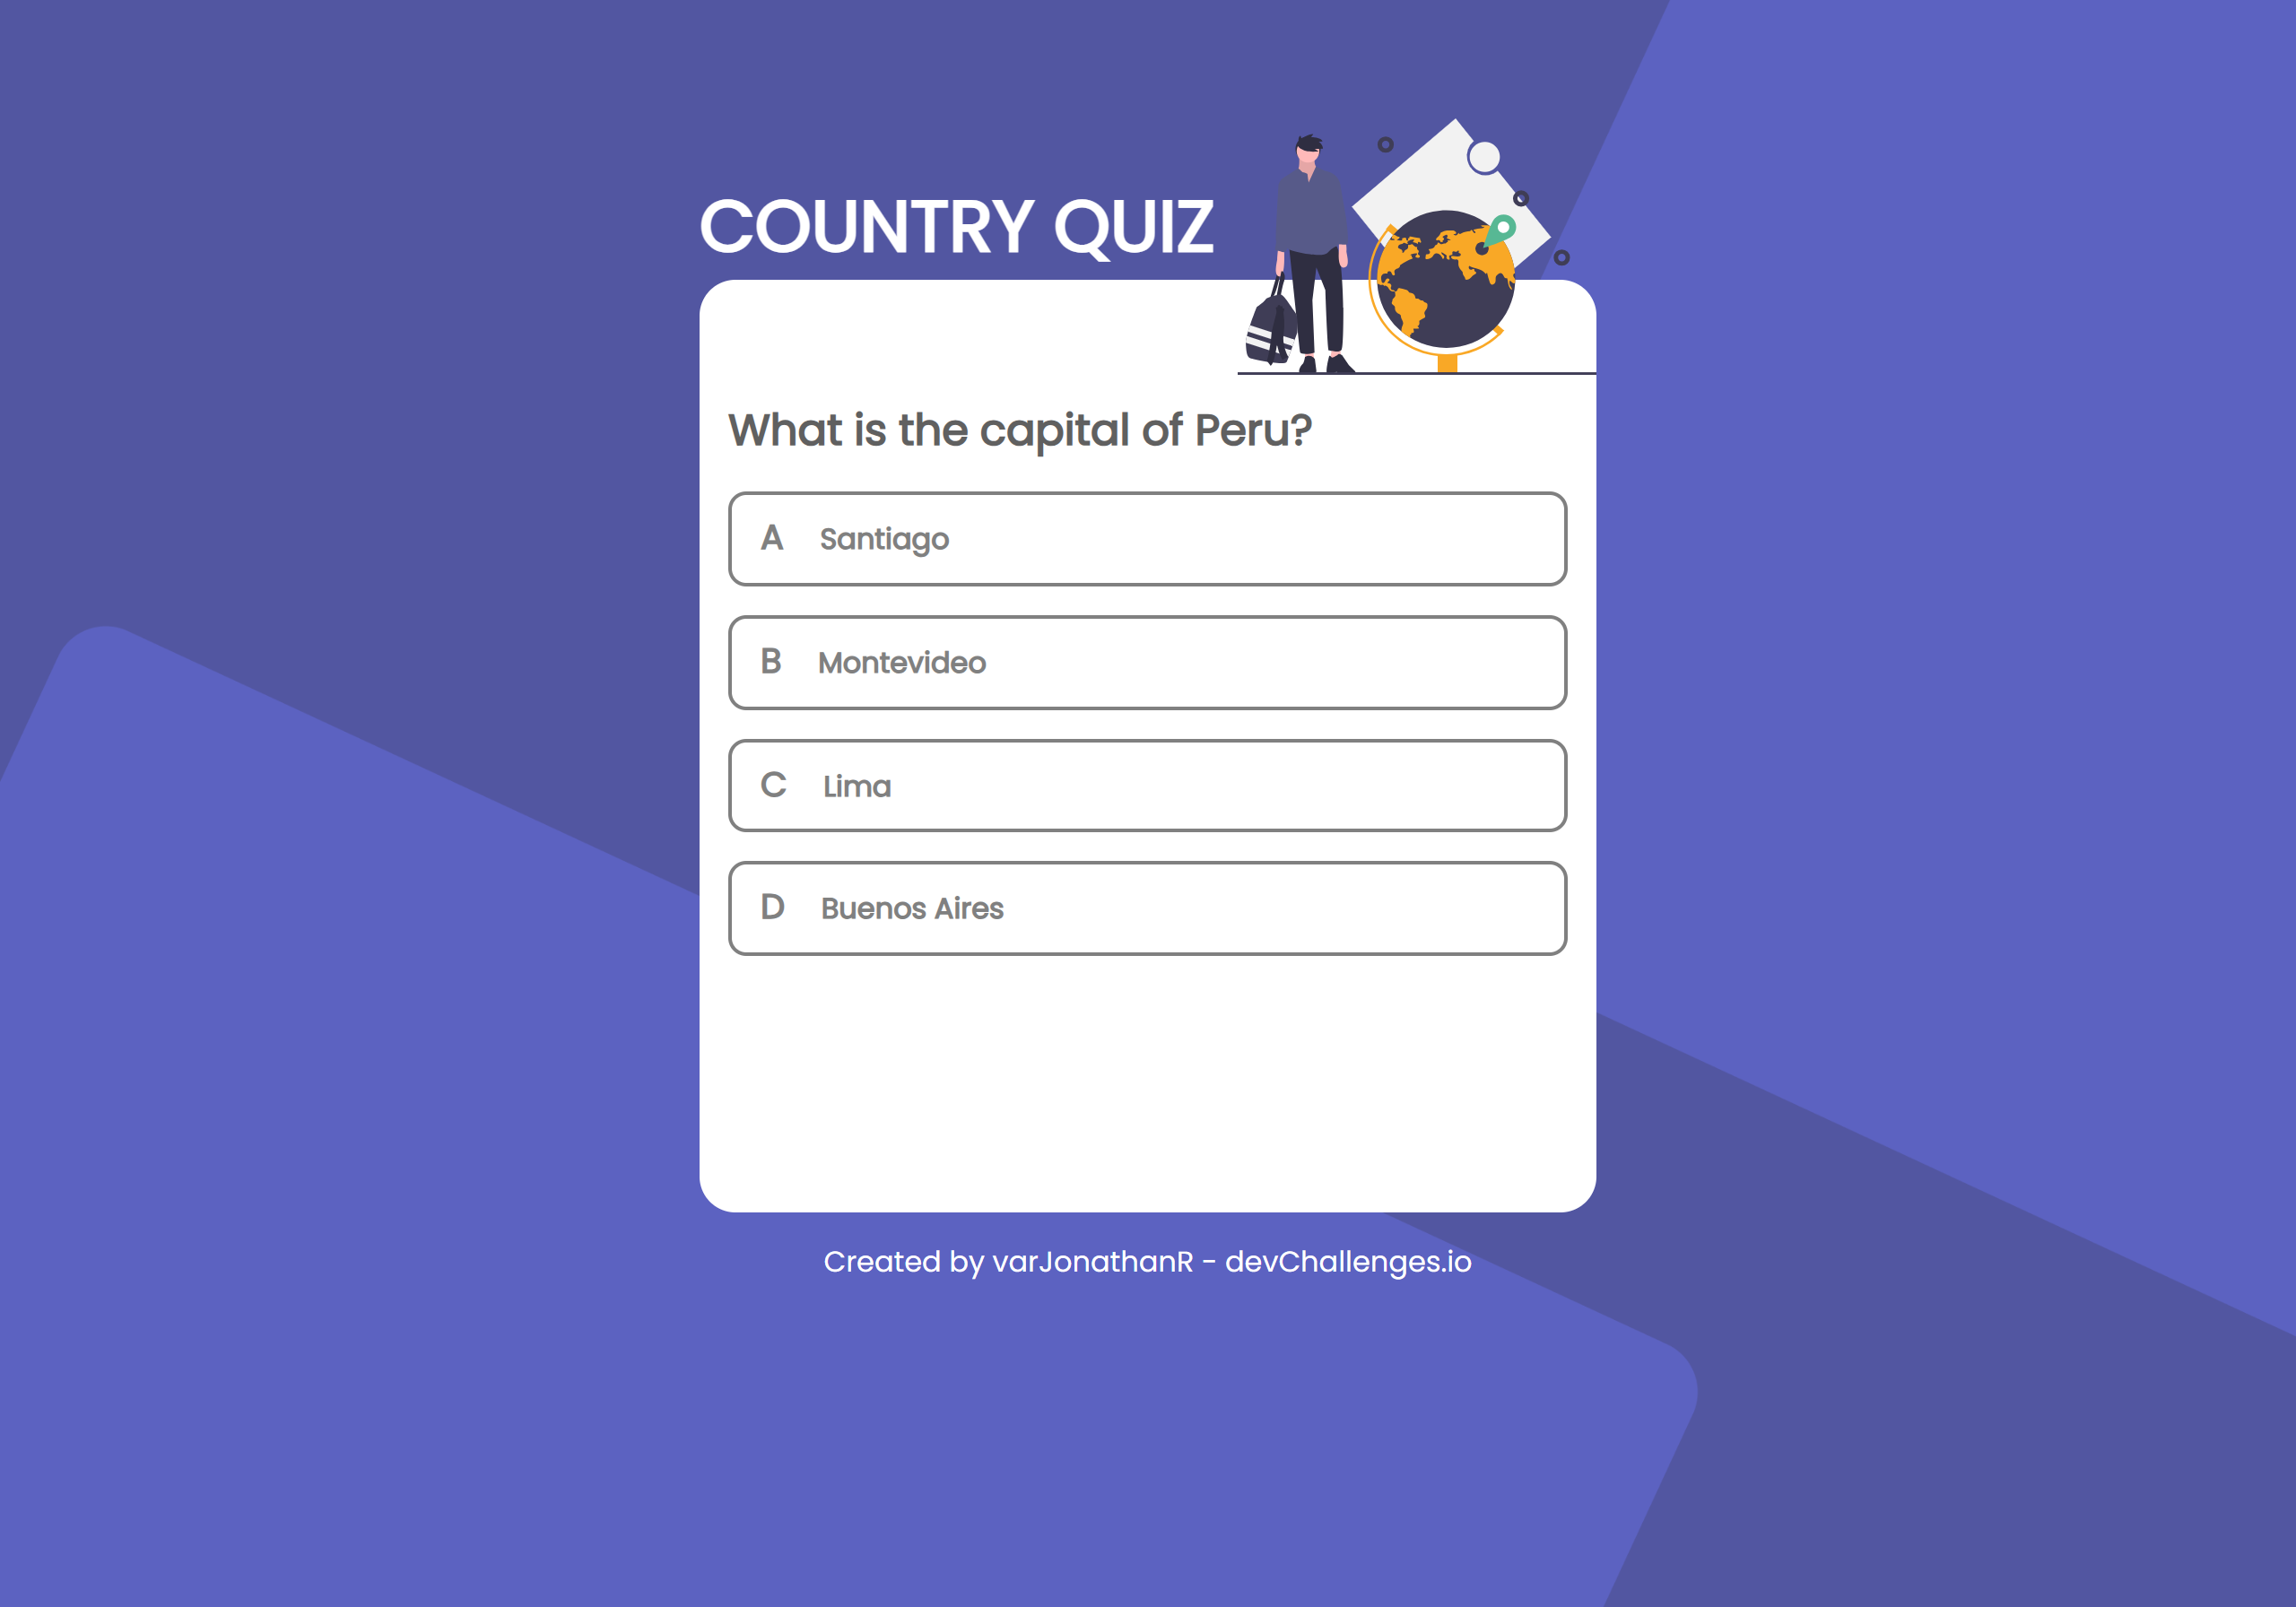 COUNTRY QUIZ
What is the capital of Peru?
A Santiago
B Montevideo
C Lima
D Buenos Aires
Created by varJonathanR - devChallenges.io